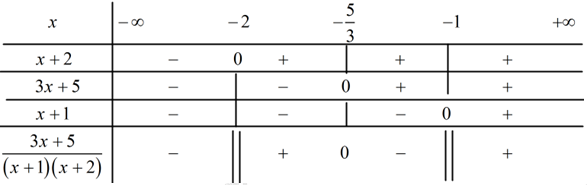 x −∞ −2 −5/3 −1 +∞
x+2 − 0 + | + | +
3x+5 − | − 0 + | +
x+1 − | − | − 0 +
(3x+5)/((x+1)(x+2)) − || + 0 − || +